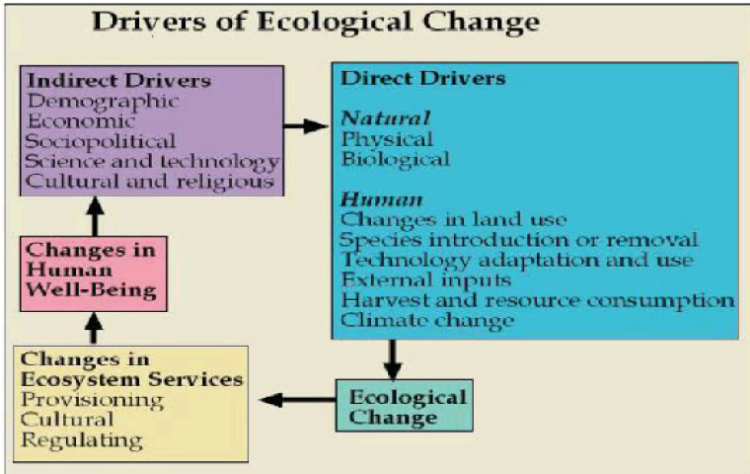 Drivers of Ecological Change
Indirect Drivers
Demographic
Economic
Sociopolitical
Science and technology
Cultural and religious
Direct Drivers
Natural
Physical
Biological
Human
Changes in land use
Species introduction or removal
Technology adaptation and use
External inputs
Harvest and resource consumption
Climate change
Changes in
Human
Well-Being
Changes in
Ecosystem Services
Provisioning
Cultural
Regulating
Ecological
Change